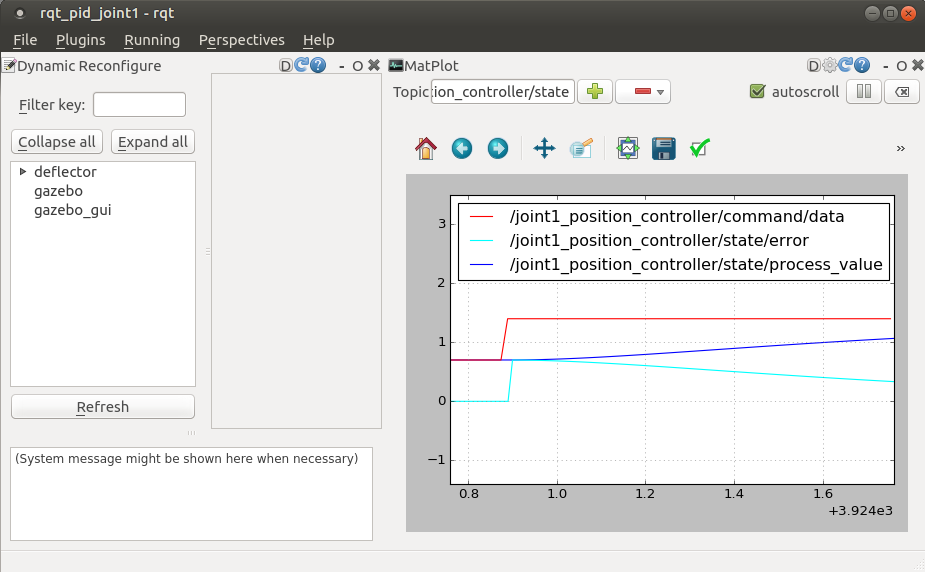 rqt_pid_joint1 - rqt
File Plugins Running Perspectives Help
Dynamic Reconfigure
D - O
Filter key:
Collapse all Expand all
deflector
gazebo
gazebo_gui
Refresh
(System message might be shown here when necessary)
MatPlot
D - O
Topic ion_controller/state
autoscroll
»
/joint1_position_controller/command/data
/joint1_position_controller/state/error
/joint1_position_controller/state/process_value
3
2
1
0
−1
0.8 1.0 1.2 1.4 1.6
+3.924e3